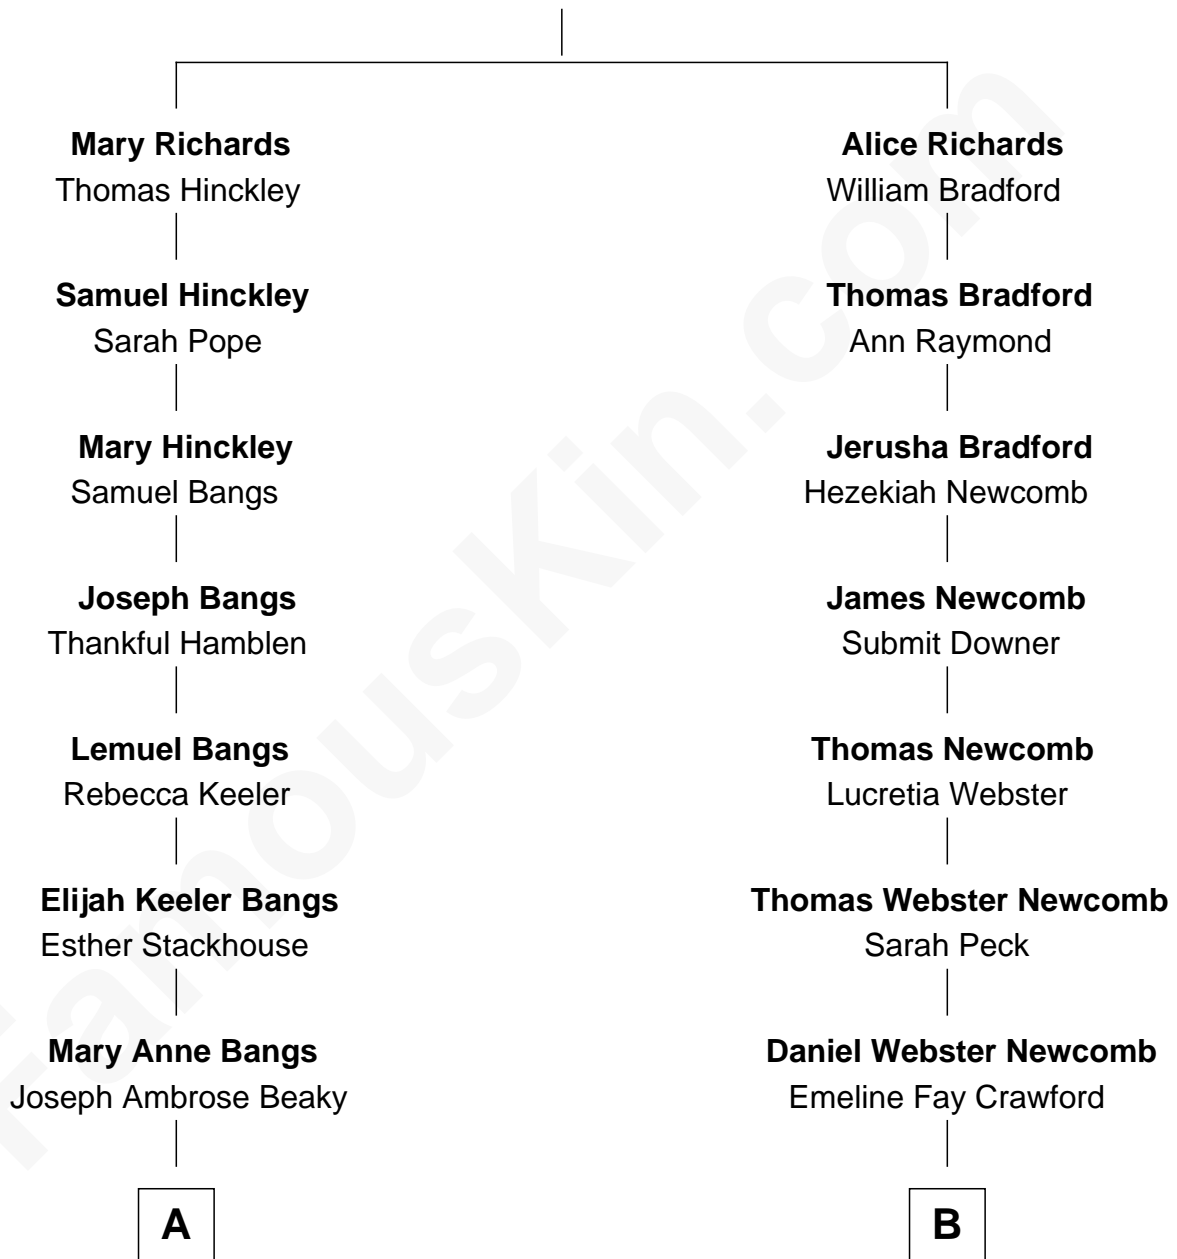 Mary Richards
Thomas Hinckley
Alice Richards
William Bradford
Samuel Hinckley
Sarah Pope
Thomas Bradford
Ann Raymond
Mary Hinckley
Samuel Bangs
Jerusha Bradford
Hezekiah Newcomb
Joseph Bangs
Thankful Hamblen
James Newcomb
Submit Downer
Lemuel Bangs
Rebecca Keeler
Thomas Newcomb
Lucretia Webster
Elijah Keeler Bangs
Esther Stackhouse
Thomas Webster Newcomb
Sarah Peck
Mary Anne Bangs
Joseph Ambrose Beaky
Daniel Webster Newcomb
Emeline Fay Crawford
A
B
FamousKin.com